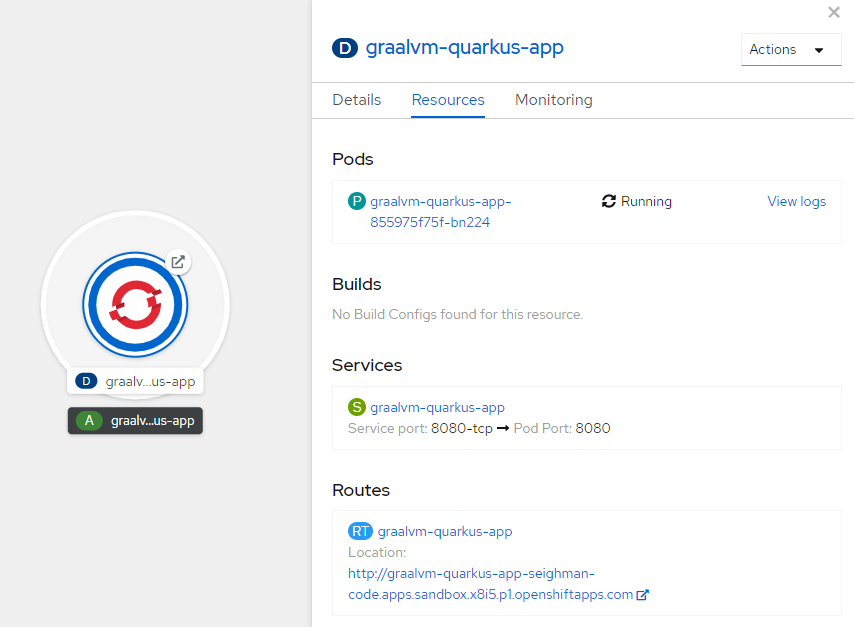 D graalvm-quarkus-app
Actions
Details Resources Monitoring
Pods
P graalvm-quarkus-app-
855975f75f-bn224
Running
View logs
Builds
No Build Configs found for this resource.
Services
S graalvm-quarkus-app
Service port: 8080-tcp → Pod Port: 8080
Routes
RT graalvm-quarkus-app
Location:
http://graalvm-quarkus-app-seighman-
code.apps.sandbox.x8i5.p1.openshiftapps.com
D graalv...us-app
A graalv...us-app